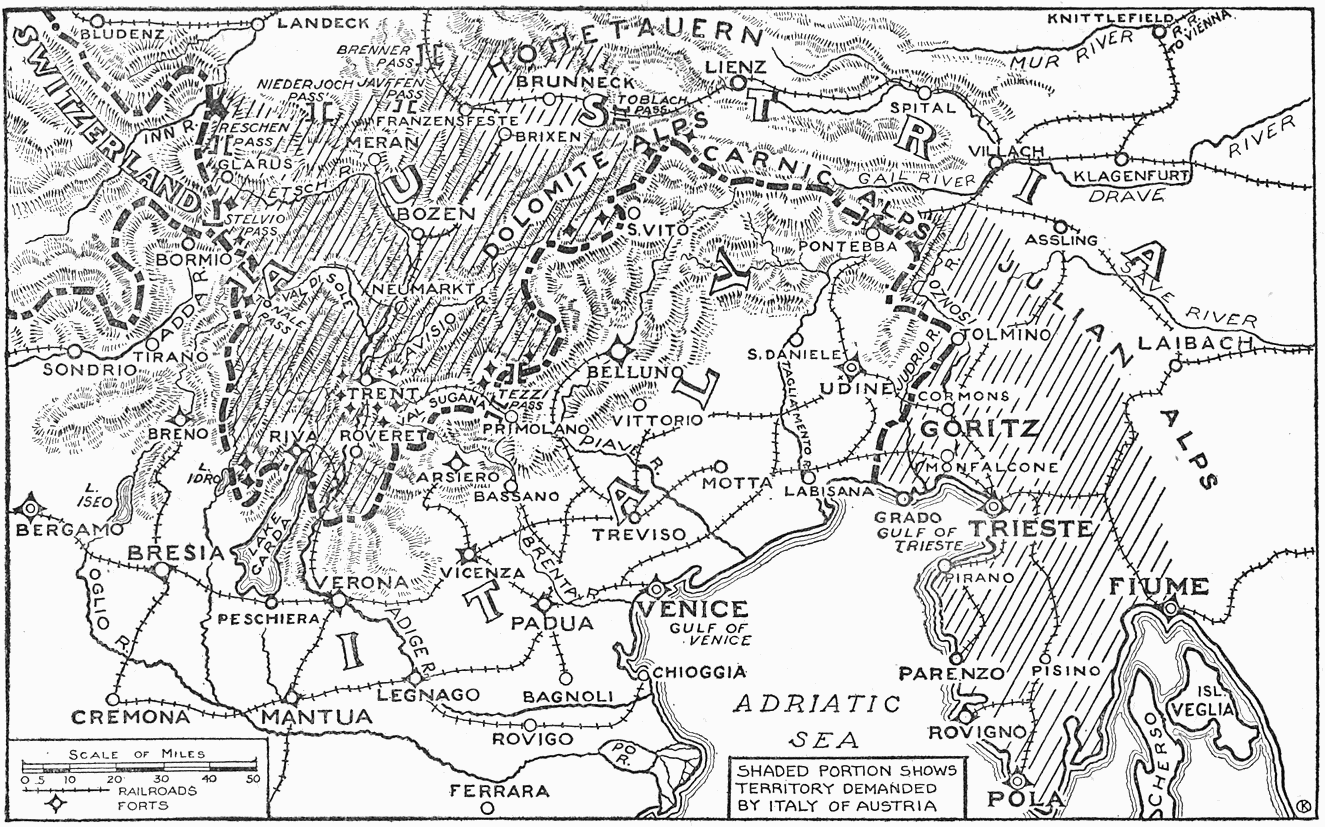 BLUDENZ
LANDECK
BRENNER
PASS
HOHE TAUERN
KNITTLEFIELD
R.R.
TO VIENNA
MUR RIVER
SWITZERLAND
NIEDERJOCH
PASS
JAVFFEN
PASS
BRUNNECK
LIENZ
TOBLACH
PASS
SPITAL
INN R.
RESCHEN
PASS
FRANZENSFESTE
BRIXEN
MERAN
GLARUS
ETSCH R.
AUSTRIA
VILLACH
KLAGENFURT
DRAVE
RIVER
CARNIC ALPS
GAIL RIVER
DOLOMITE ALPS
STELVIO
PASS
BOZEN
S.VITO
PONTEBBA
ASSLING
BORMIO
ADDA R.
VAL DI SOLE
TONALE
PASS
NEUMARKT
AVISIO R.
ISONZO R.
JULIAN
ALPS
SAVE RIVER
TOLMINO
LAIBACH
TIRANO
SONDRIO
BELLUNO
S.DANIELE
UDINE
JUDRIO R.
TAGLIAMENTO R.
CORMONS
TRENT
VAL SUGANA
TEZZI
PASS
VITTORIO
GORITZ
BRENO
RIVA
ROVERET
PRIMOLANO
PIAVE R.
MONFALCONE
L.
IDRO
L.
ISEO
ARSIERO
BASSANO
MOTTA
LABISANA
BERGAMO
LAKE
GARDA
TREVISO
GRADO
GULF OF
TRIESTE
TRIESTE
BRESIA
VERONA
VICENZA
BRENTA R.
PIRANO
FIUME
OGLIO R.
PESCHIERA
ITALY
PADUA
VENICE
GULF OF
VENICE
ADIGE R.
CHIOGGIA
PARENZO
PISINO
LEGNAGO
BAGNOLI
ISL.
VEGLIA
CREMONA
MANTUA
ADRIATIC
SEA
ROVIGO
ROVIGNO
SCHERSO
PO
R.
FERRARA
POLA
SCALE OF MILES
0 5 10 20 30 40 50
RAILROADS
FORTS
SHADED PORTION SHOWS
TERRITORY DEMANDED
BY ITALY OF AUSTRIA
K